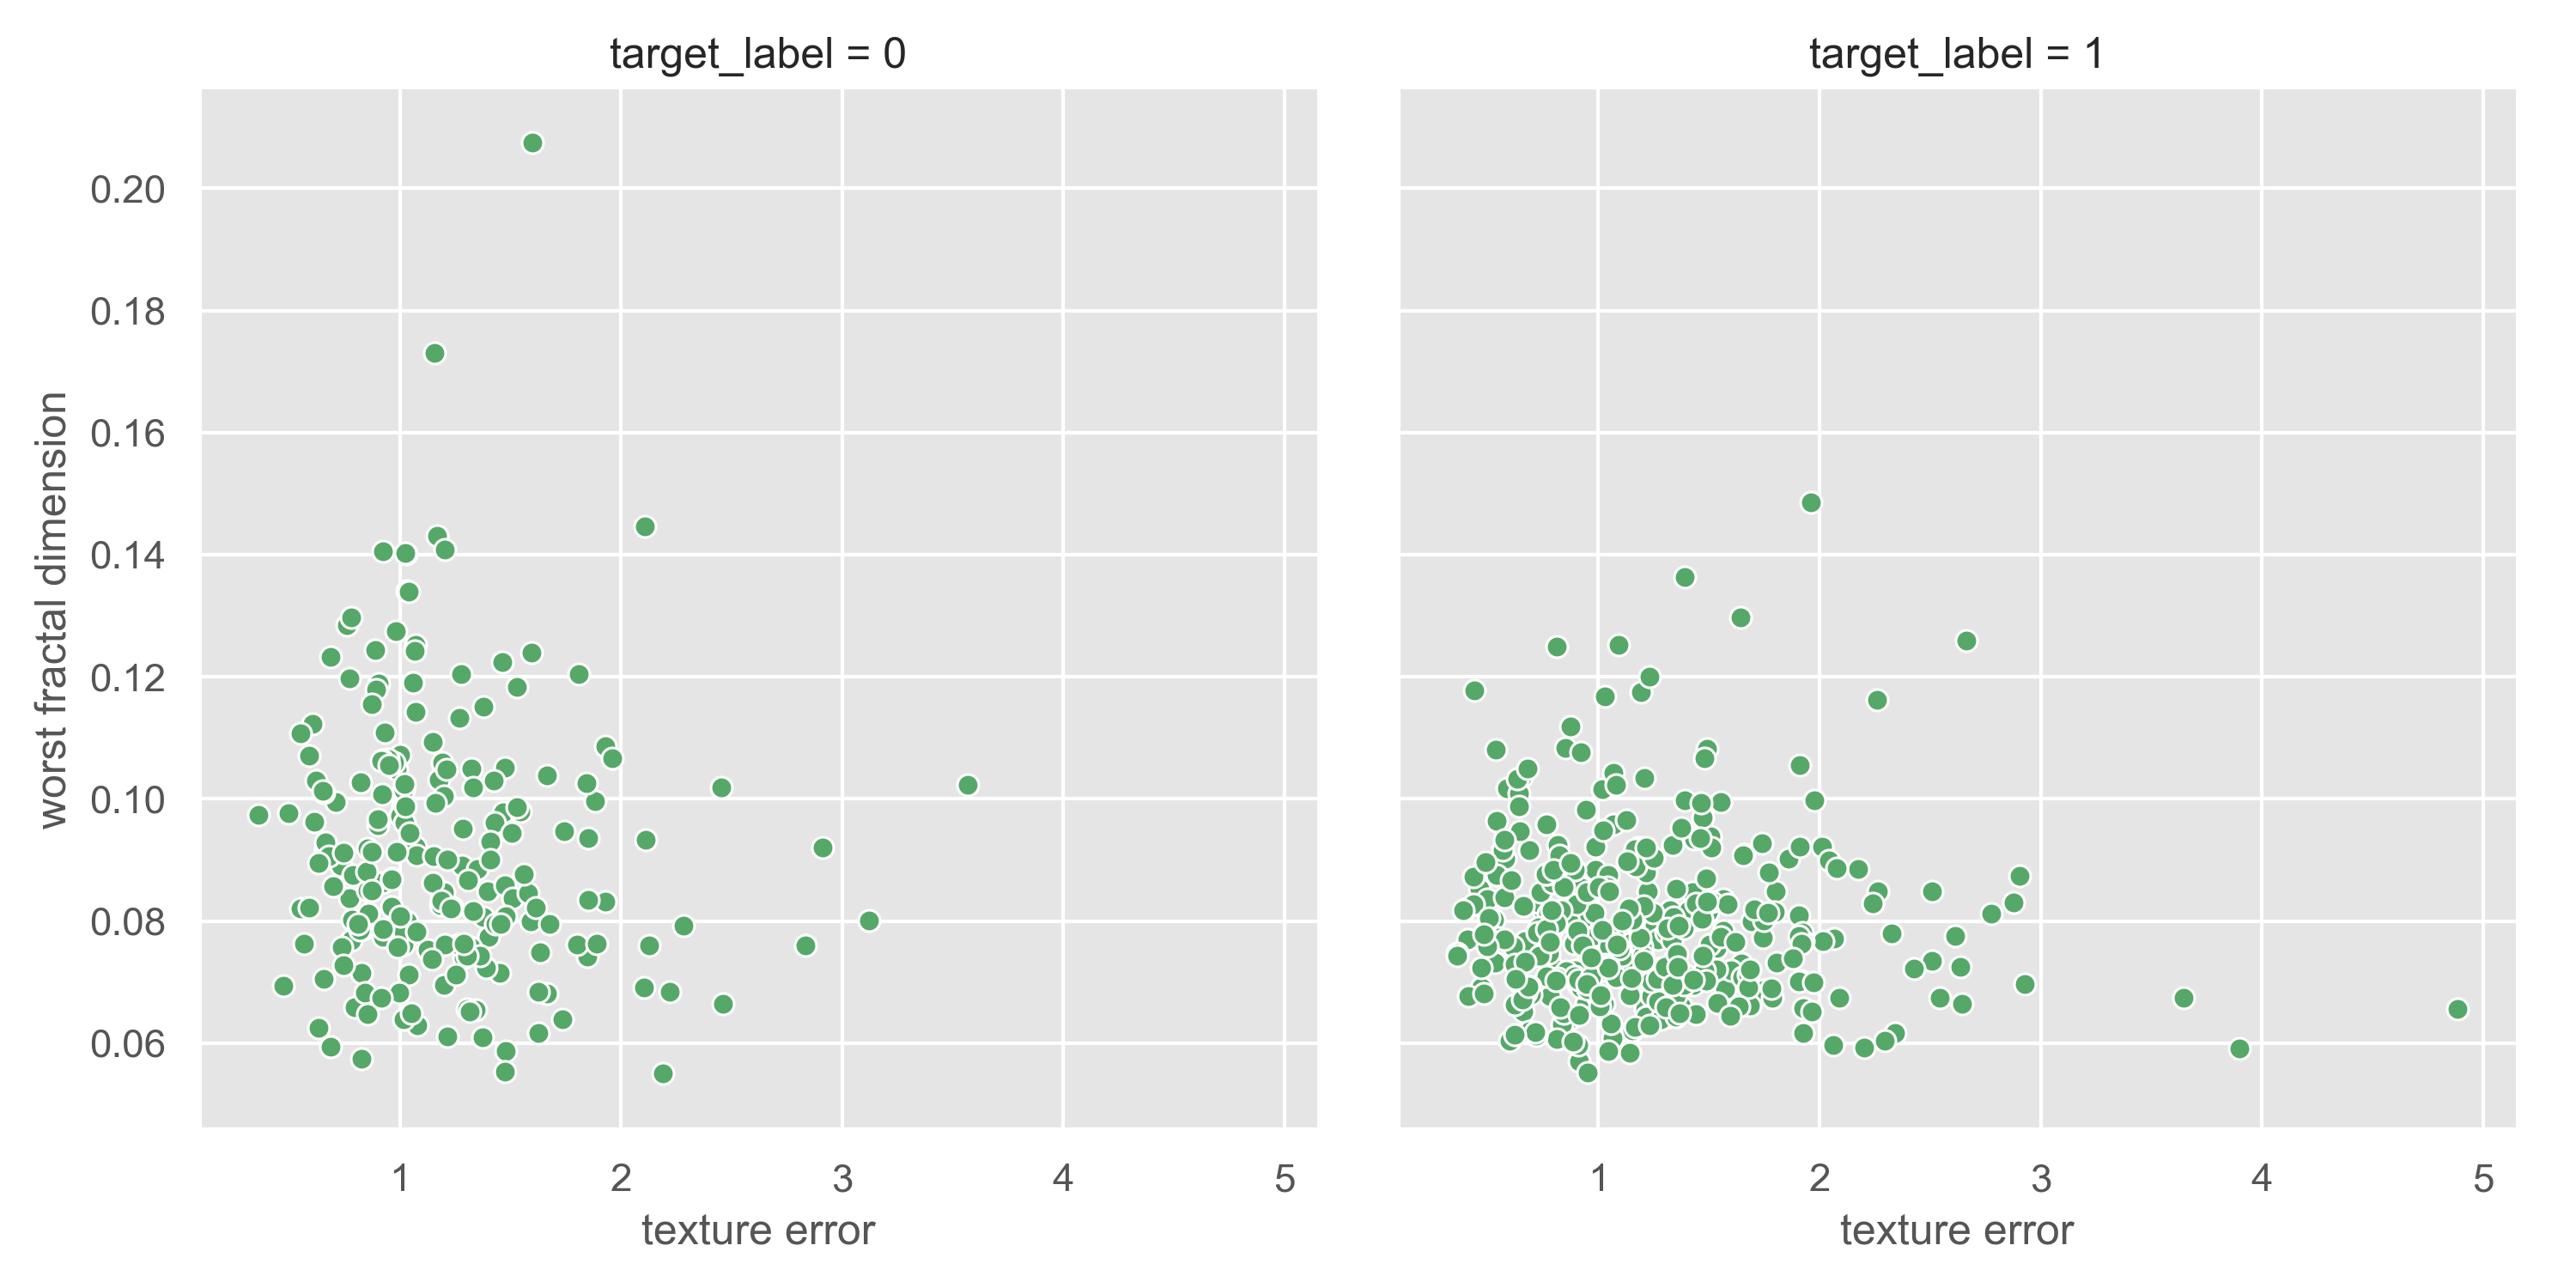 target_label = 0
target_label = 1
worst fractal dimension
0.20
0.18
0.16
0.14
0.12
0.10
0.08
0.06
1 2 3 4 5
1 2 3 4 5
texture error
texture error